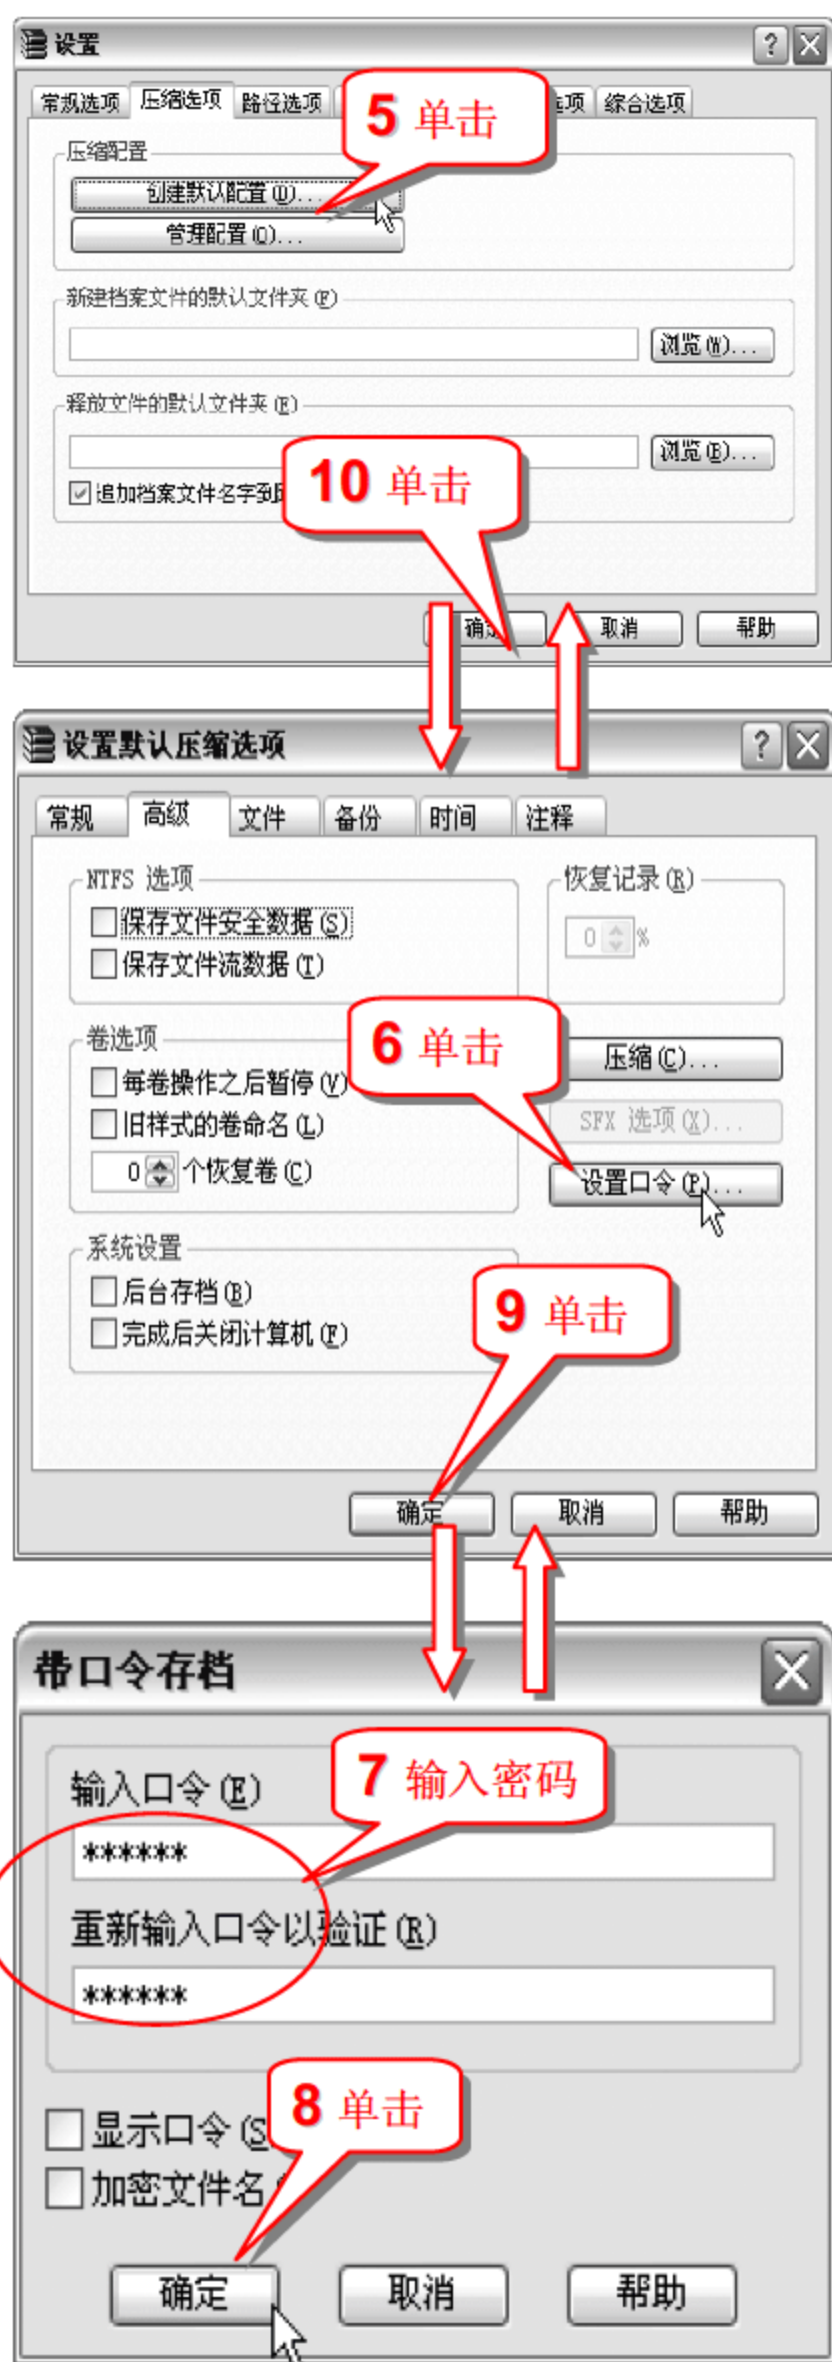 设置
常规选项 压缩选项 路径选项 选项 综合选项
5 单击
压缩配置
创建默认配置(D)...
管理配置(O)...
新建档案文件的默认文件夹(F)
浏览(W)...
释放文件的默认文件夹(E)
浏览(B)...
追加档案文件名字到
10 单击
确定 取消 帮助
设置默认压缩选项
常规 高级 文件 备份 时间 注释
NTFS 选项
保存文件安全数据(S)
保存文件流数据(T)
恢复记录(R)
0 %
卷选项
每卷操作之后暂停(V)
旧样式的卷命名(L)
0 个恢复卷(C)
6 单击
压缩(C)...
SFX 选项(X)...
设置口令(P)...
系统设置
后台存档(B)
完成后关闭计算机(F)
9 单击
确定 取消 帮助
带口令存档
7 输入密码
输入口令(E)
******
重新输入口令以验证(R)
******
8 单击
显示口令(S
加密文件名
确定 取消 帮助